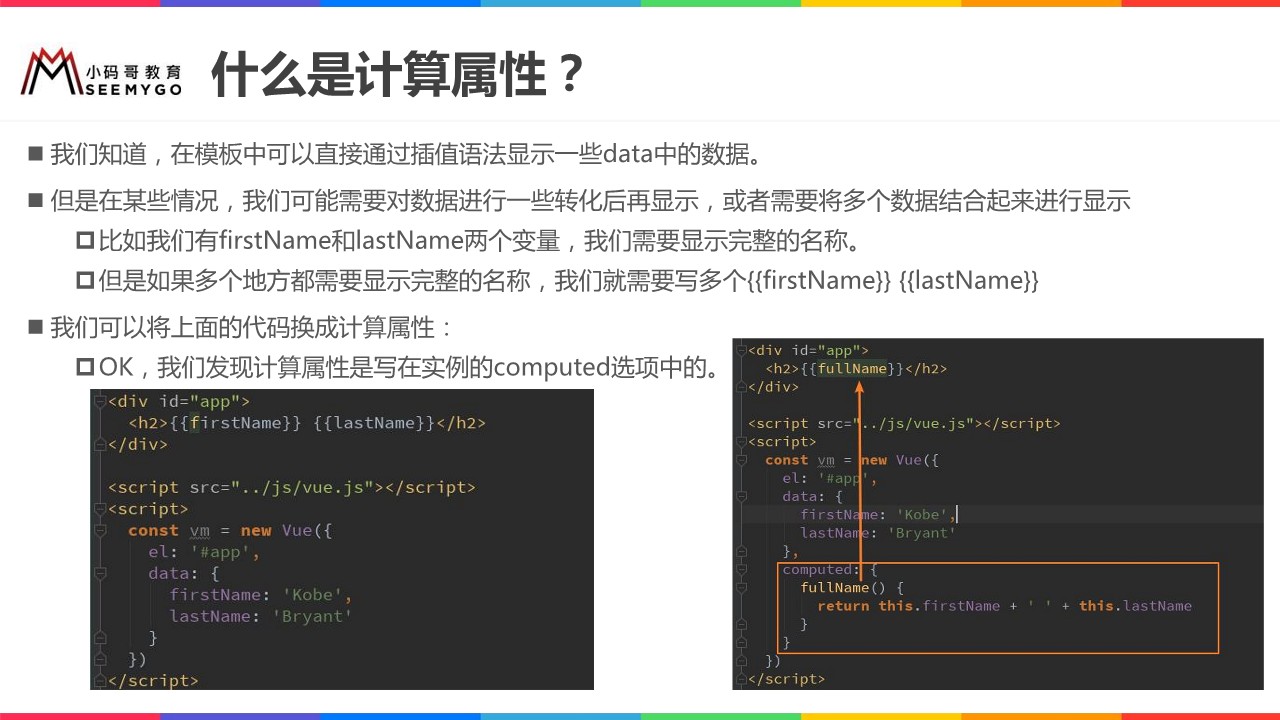 小码哥教育
SEEMYGO
什么是计算属性？
■ 我们知道，在模板中可以直接通过插值语法显示一些data中的数据。
■ 但是在某些情况，我们可能需要对数据进行一些转化后再显示，或者需要将多个数据结合起来进行显示
比如我们有firstName和lastName两个变量，我们需要显示完整的名称。
但是如果多个地方都需要显示完整的名称，我们就需要写多个{{firstName}} {{lastName}}
■ 我们可以将上面的代码换成计算属性：
OK，我们发现计算属性是写在实例的computed选项中的。
<div id="app">
<h2>{{firstName}} {{lastName}}</h2>
</div>
<script src="../js/vue.js"></script>
<script>
const vm = new Vue({
el: '#app',
data: {
firstName: 'Kobe',
lastName: 'Bryant'
}
})
</script>
<div id="app">
<h2>{{fullName}}</h2>
</div>
<script src="../js/vue.js"></script>
<script>
const vm = new Vue({
el: '#app',
data: {
firstName: 'Kobe',
lastName: 'Bryant'
},
computed: {
fullName() {
return this.firstName + ' ' + this.lastName
}
}
})
</script>